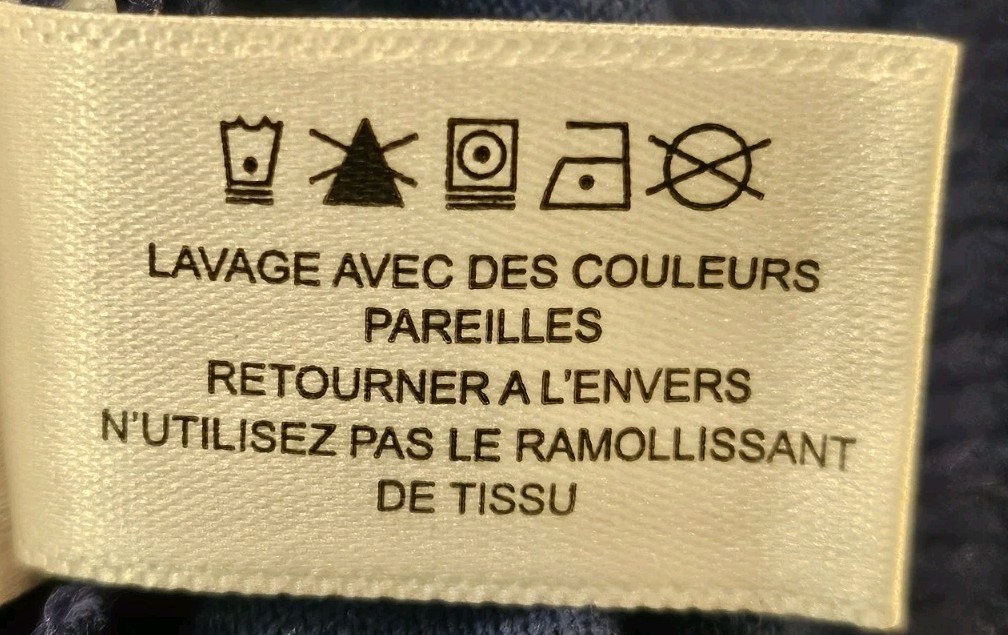 LAVAGE AVEC DES COULEURS
PAREILLES
RETOURNER A L'ENVERS
N'UTILISEZ PAS LE RAMOLLISSANT
DE TISSU